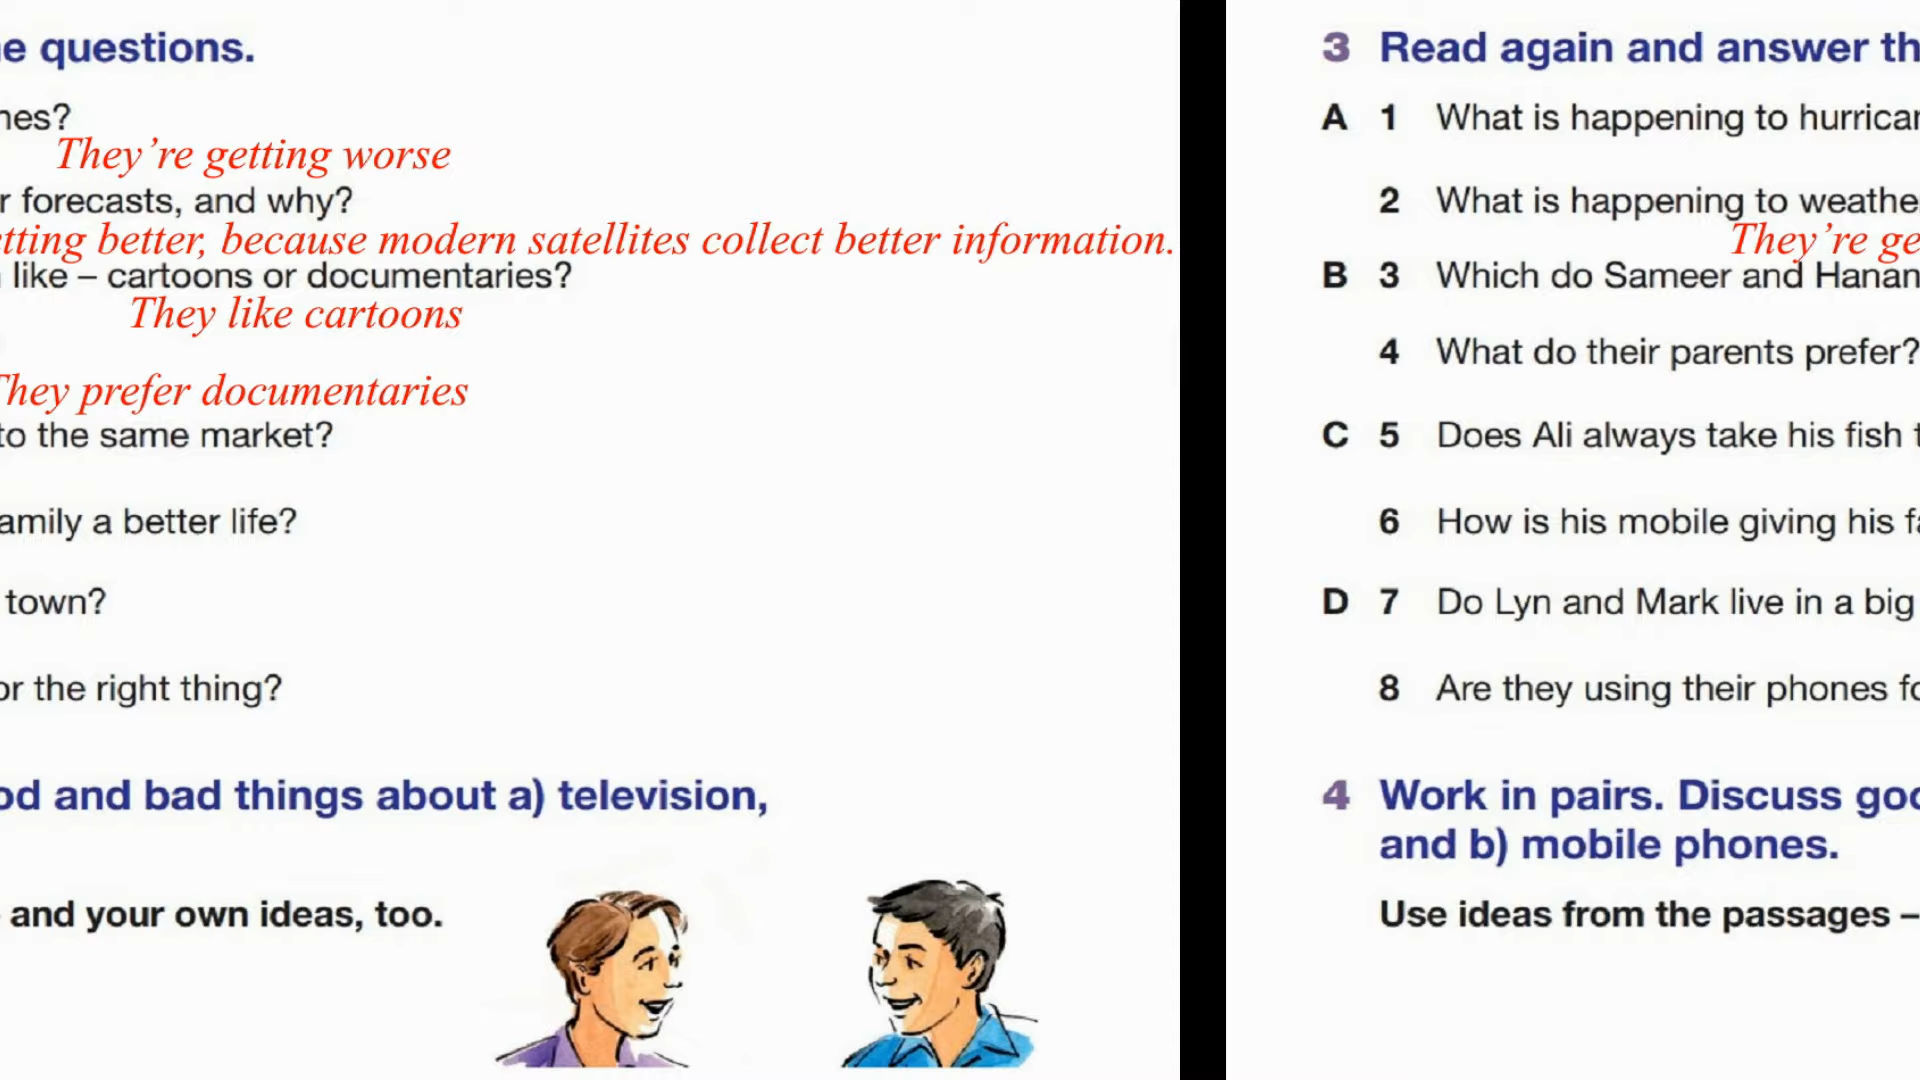 e questions.
nes?
They're getting worse
r forecasts, and why?
tting better, because modern satellites collect better information.
like – cartoons or documentaries?
They like cartoons
They prefer documentaries
to the same market?
amily a better life?
town?
or the right thing?
od and bad things about a) television,
and your own ideas, too.
3 Read again and answer th
A 1 What is happening to hurrican
2 What is happening to weathe
They're ge
B 3 Which do Sameer and Hanan
4 What do their parents prefer?
C 5 Does Ali always take his fish t
6 How is his mobile giving his fa
D 7 Do Lyn and Mark live in a big
8 Are they using their phones fo
4 Work in pairs. Discuss goo
and b) mobile phones.
Use ideas from the passages –